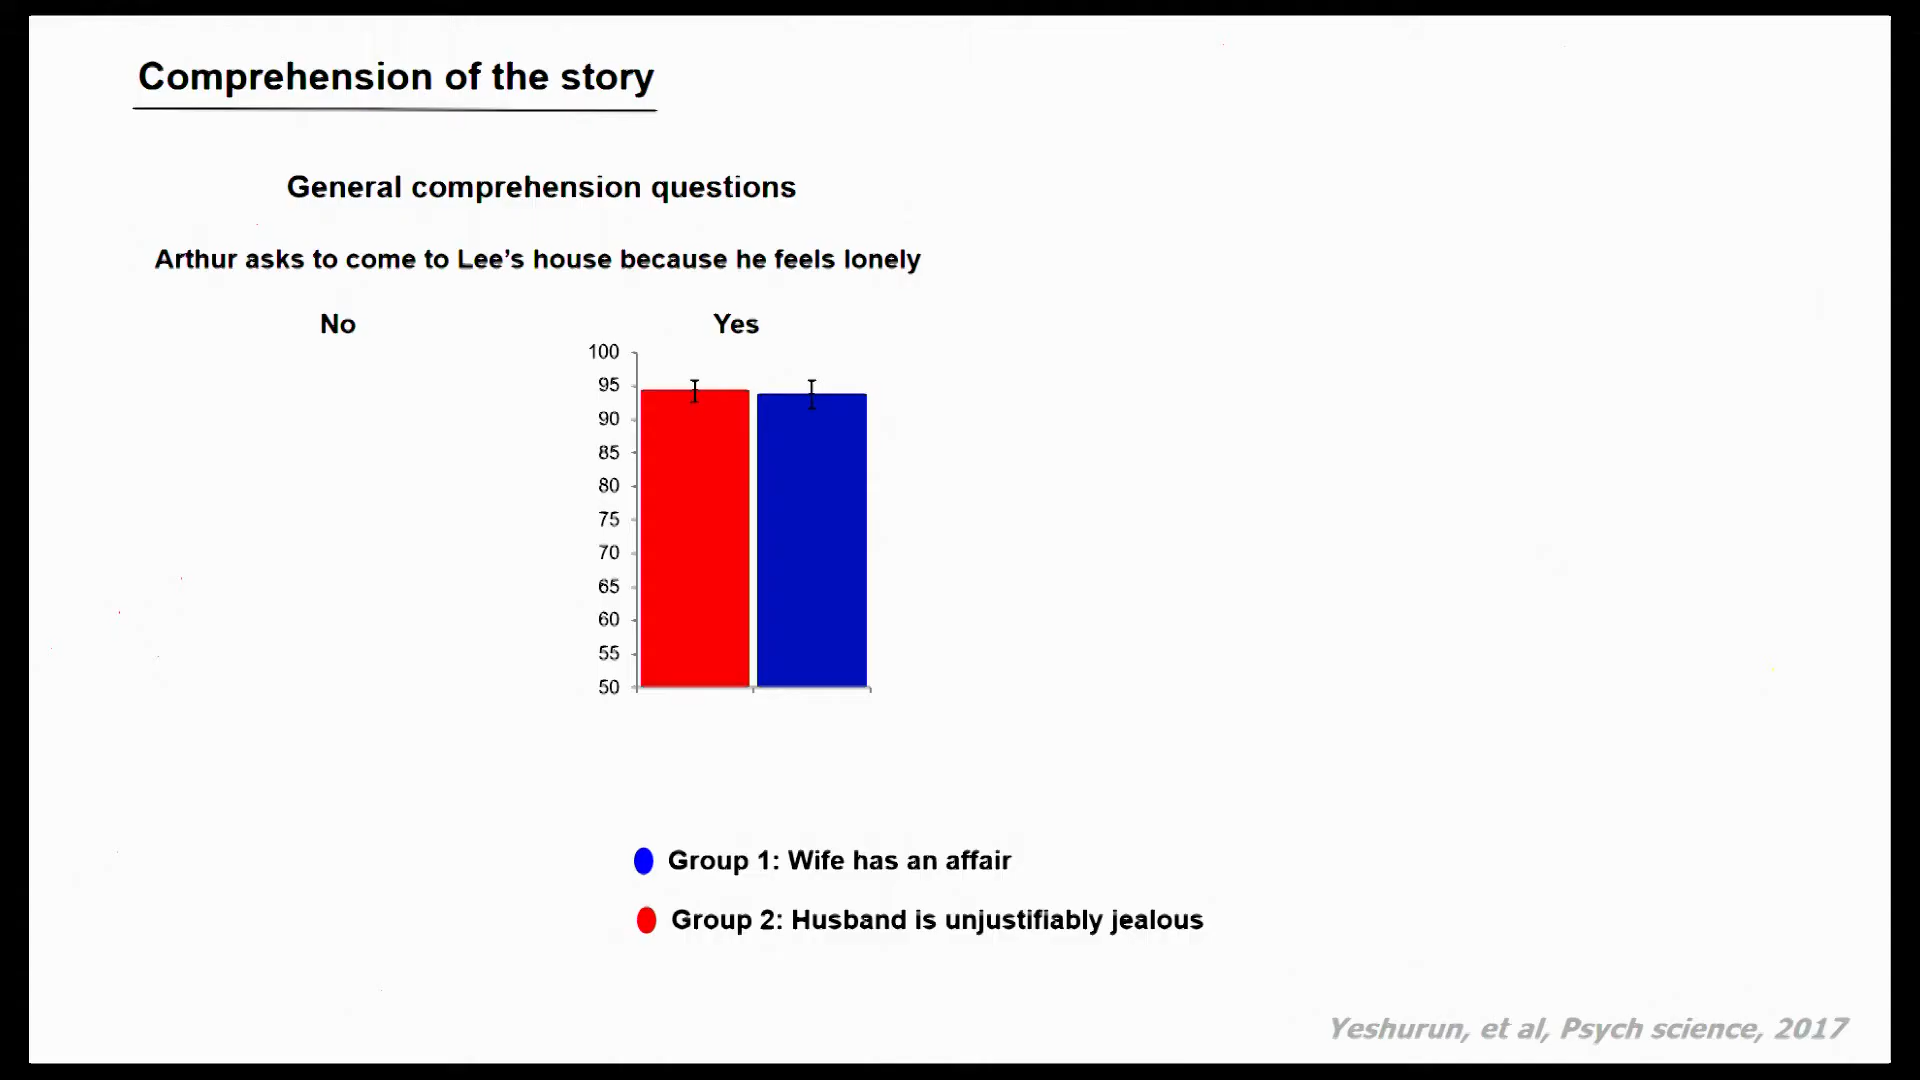 Comprehension of the story
General comprehension questions
Arthur asks to come to Lee’s house because he feels lonely
No Yes
100
95
90
85
80
75
70
65
60
55
50
Group 1: Wife has an affair
Group 2: Husband is unjustifiably jealous
Yeshurun, et al, Psych science, 2017